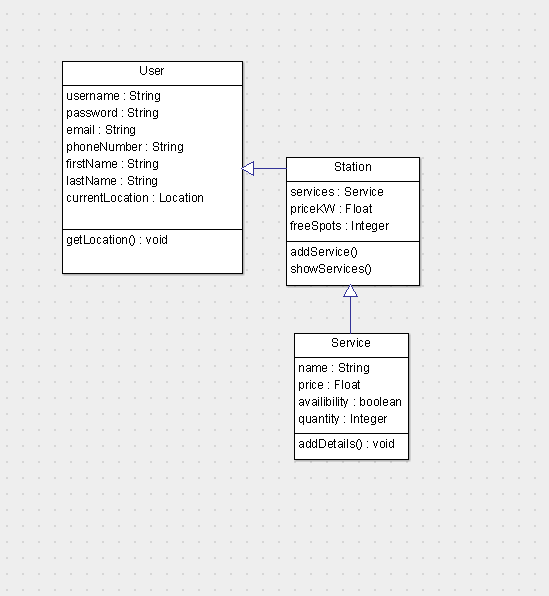 User
username : String
password : String
email : String
phoneNumber : String
firstName : String
lastName : String
currentLocation : Location
getLocation() : void
Station
services : Service
priceKW : Float
freeSpots : Integer
addService()
showServices()
Service
name : String
price : Float
availibility : boolean
quantity : Integer
addDetails() : void